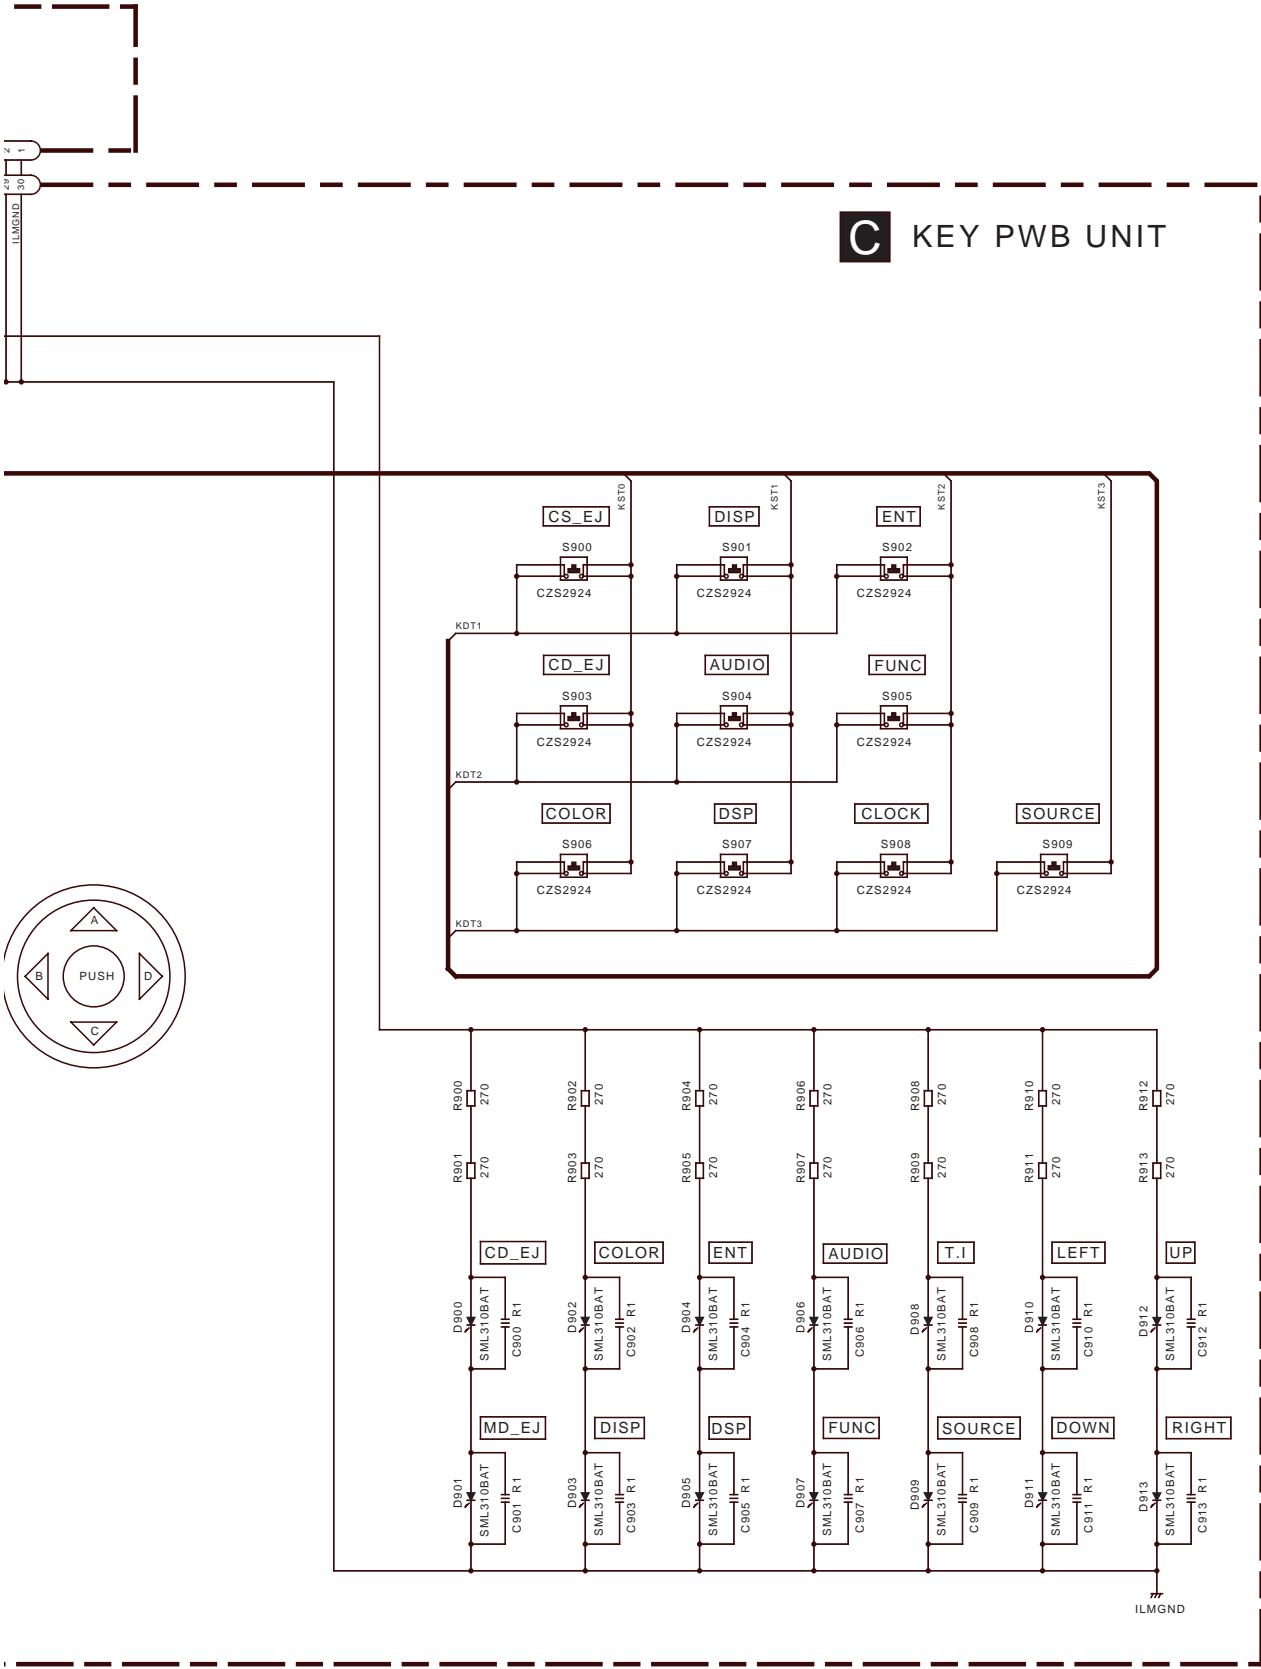 2 1
29 30
ILMGND
C KEY PWB UNIT
KST0 KST1 KST2 KST3
CS_EJ DISP ENT
S900 S901 S902
CZS2924 CZS2924 CZS2924
KDT1
CD_EJ AUDIO FUNC
S903 S904 S905
CZS2924 CZS2924 CZS2924
KDT2
COLOR DSP CLOCK SOURCE
S906 S907 S908 S909
CZS2924 CZS2924 CZS2924 CZS2924
KDT3
A
B PUSH D
C
R900 270 R902 270 R904 270 R906 270 R908 270 R910 270 R912 270
R901 270 R903 270 R905 270 R907 270 R909 270 R911 270 R913 270
CD_EJ COLOR ENT AUDIO T.I LEFT UP
D900 SML310BAT C900 R1 D902 SML310BAT C902 R1 D904 SML310BAT C904 R1 D906 SML310BAT C906 R1 D908 SML310BAT C908 R1 D910 SML310BAT C910 R1 D912 SML310BAT C912 R1
MD_EJ DISP DSP FUNC SOURCE DOWN RIGHT
D901 SML310BAT C901 R1 D903 SML310BAT C903 R1 D905 SML310BAT C905 R1 D907 SML310BAT C907 R1 D909 SML310BAT C909 R1 D911 SML310BAT C911 R1 D913 SML310BAT C913 R1
ILMGND